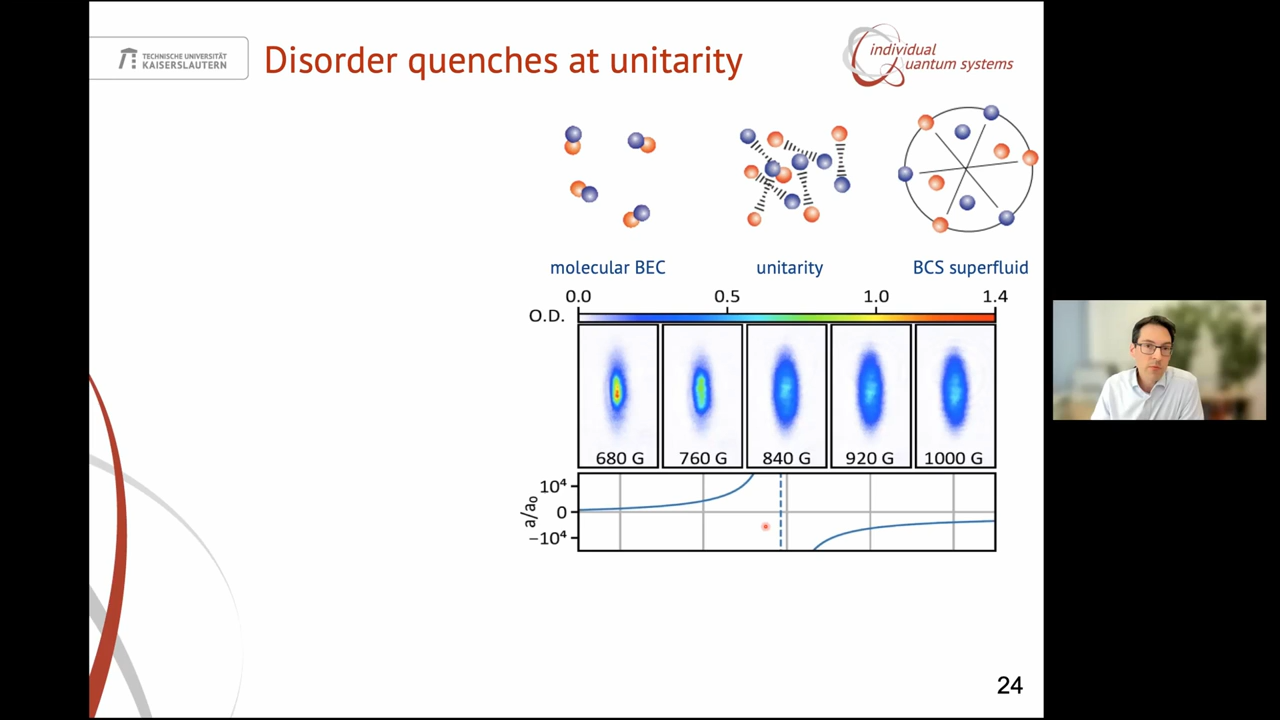 TECHNISCHE UNIVERSITÄT
KAISERSLAUTERN
Disorder quenches at unitarity
individual
uantum systems
molecular BEC
unitarity
BCS superfluid
0.0 0.5 1.0 1.4
O.D.
680 G 760 G 840 G 920 G 1000 G
a/a₀
10⁴
0
−10⁴
24